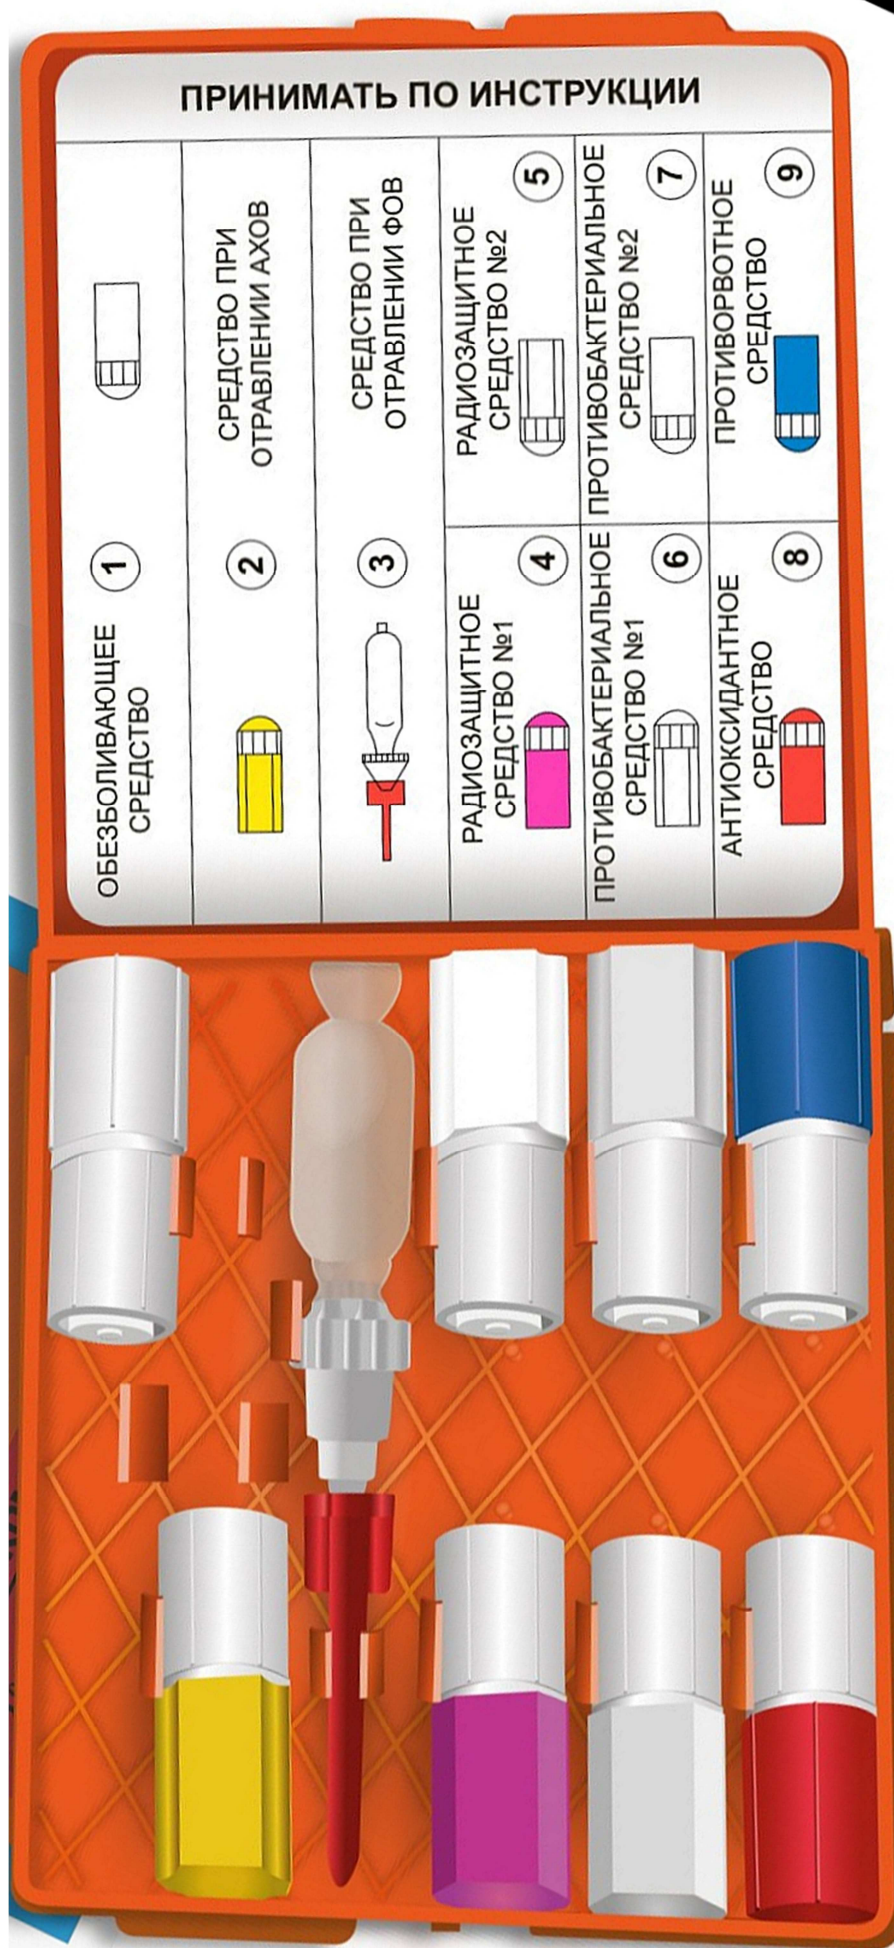 ПРИНИМАТЬ ПО ИНСТРУКЦИИ
ОБЕЗБОЛИВАЮЩЕЕ
СРЕДСТВО
1
2
СРЕДСТВО ПРИ
ОТРАВЛЕНИИ АХОВ
3
СРЕДСТВО ПРИ
ОТРАВЛЕНИИ ФОВ
РАДИОЗАЩИТНОЕ
СРЕДСТВО №1
4
РАДИОЗАЩИТНОЕ
СРЕДСТВО №2
5
ПРОТИВОБАКТЕРИАЛЬНОЕ
СРЕДСТВО №1
6
ПРОТИВОБАКТЕРИАЛЬНОЕ
СРЕДСТВО №2
7
АНТИОКСИДАНТНОЕ
СРЕДСТВО
8
ПРОТИВОРВОТНОЕ
СРЕДСТВО
9